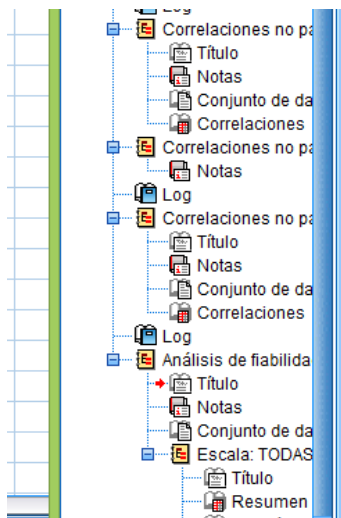 Log
Correlaciones no pa
Título
Notas
Conjunto de da
Correlaciones
Correlaciones no pa
Notas
Log
Correlaciones no pa
Título
Notas
Conjunto de da
Correlaciones
Log
Análisis de fiabilida
Título
Notas
Conjunto de da
Escala: TODAS
Título
Resumen